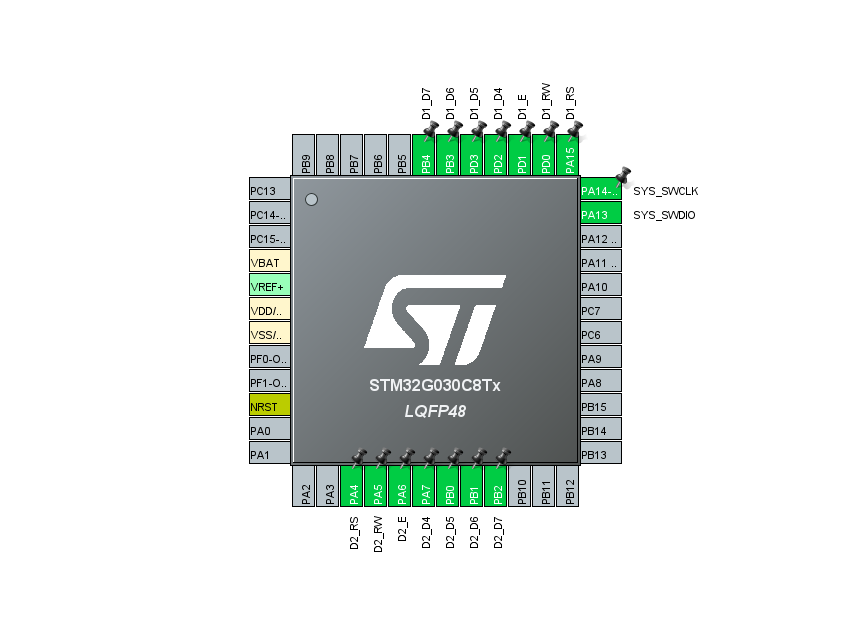 D1_D7
D1_D6
D1_D5
D1_D4
D1_E
D1_RW
D1_RS
PB9
PB8
PB7
PB6
PB5
PB4
PB3
PD3
PD2
PD1
PD0
PA15
PC13
PC14-..
PC15-..
VBAT
VREF+
VDD/..
VSS/..
PF0-O..
PF1-O..
NRST
PA0
PA1
PA14-.. SYS_SWCLK
PA13 SYS_SWDIO
PA12 ..
PA11 ..
PA10
PC7
PC6
PA9
PA8
PB15
PB14
PB13
ST
STM32G030C8Tx
LQFP48
PA2
PA3
PA4
PA5
PA6
PA7
PB0
PB1
PB2
PB10
PB11
PB12
D2_RS
D2_RW
D2_E
D2_D4
D2_D5
D2_D6
D2_D7